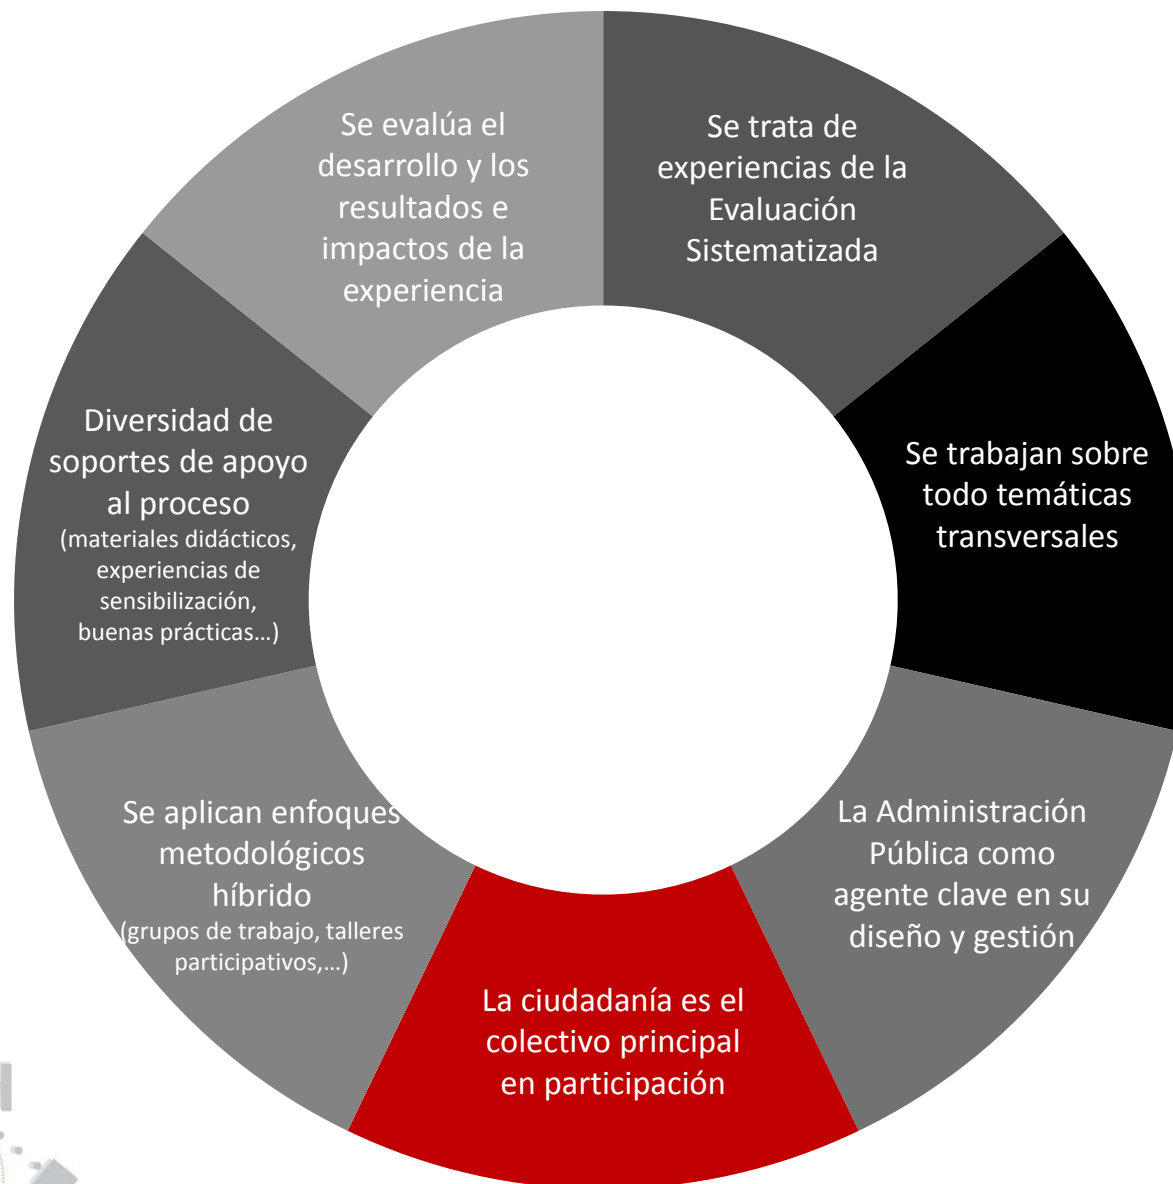 Se trata de
experiencias de la
Evaluación
Sistematizada
Se trabajan sobre
todo temáticas
transversales
La Administración
Pública como
agente clave en su
diseño y gestión
La ciudadanía es el
colectivo principal
en participación
Se aplican enfoques
metodológicos
híbrido
(grupos de trabajo, talleres
participativos,...)
Diversidad de
soportes de apoyo
al proceso
(materiales didácticos,
experiencias de
sensibilización,
buenas prácticas...)
Se evalúa el
desarrollo y los
resultados e
impactos de la
experiencia